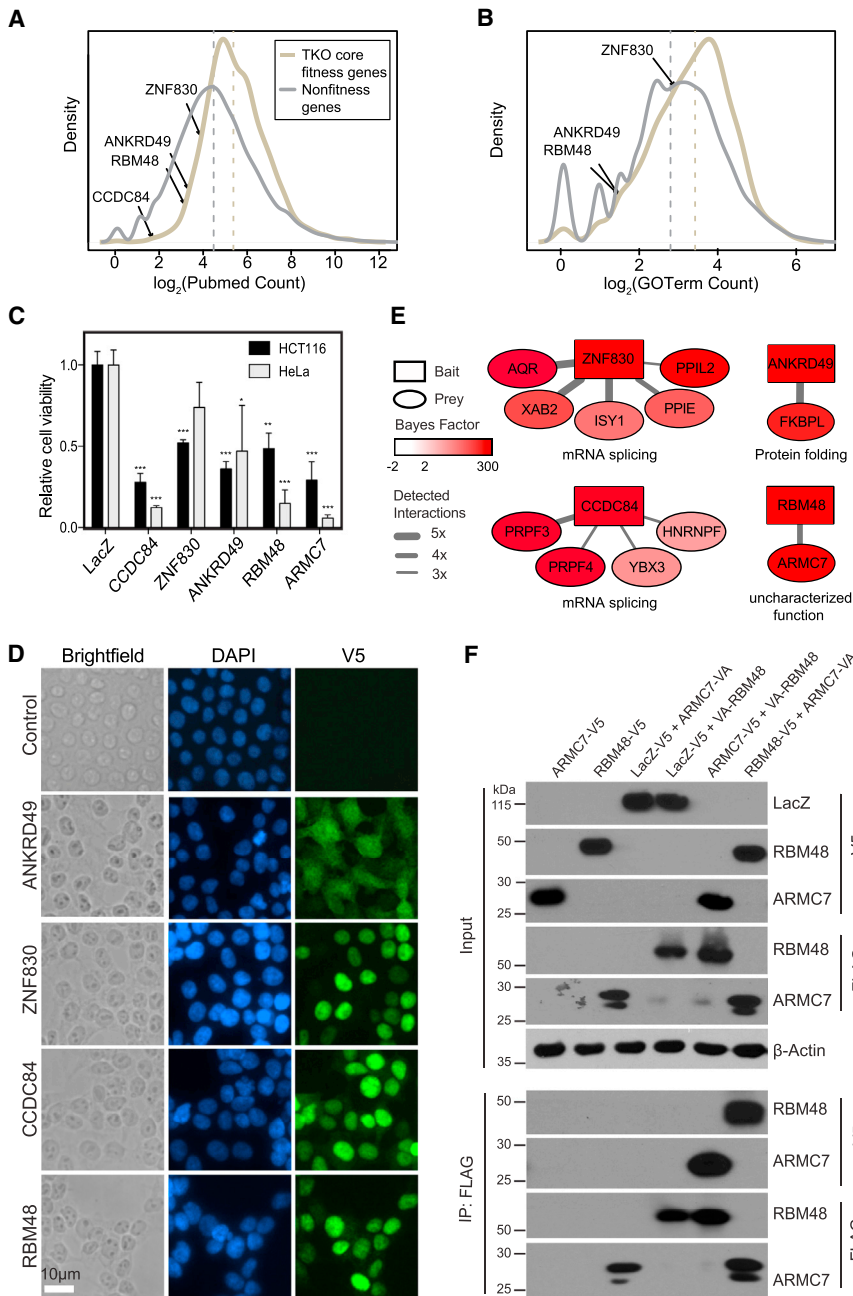 A
Density
TKO core
fitness genes
Nonfitness
genes
ZNF830
ANKRD49
RBM48
CCDC84
0 2 4 6 8 10 12
log2(Pubmed Count)
B
Density
ZNF830
ANKRD49
RBM48
0 2 4 6
log2(GOTerm Count)
C
Relative cell viability
1.0
0.5
0.0
HCT116
HeLa
*** *** *** *** * ** *** *** ***
LacZ
CCDC84
ZNF830
ANKRD49
RBM48
ARMC7
E
Bait
Prey
Bayes Factor
-2 2 300
Detected
Interactions
5x
4x
3x
ZNF830
AQR
PPIL2
XAB2
ISY1
PPIE
mRNA splicing
ANKRD49
FKBPL
Protein folding
CCDC84
PRPF3
HNRNPF
PRPF4
YBX3
mRNA splicing
RBM48
ARMC7
uncharacterized
function
D
Brightfield DAPI V5
Control
ANKRD49
ZNF830
CCDC84
RBM48
10μm
F
ARMC7-V5
RBM48-V5
LacZ-V5 + ARMC7-VA
LacZ-V5 + VA-RBM48
ARMC7-V5 + VA-RBM48
RBM48-V5 + ARMC7-VA
kDa
Input
115 LacZ
50 RBM48
30
25 ARMC7
50 RBM48
30
25 ARMC7
35 β-Actin
IP: FLAG
50 RBM48
30
25 ARMC7
50 RBM48
30
25 ARMC7